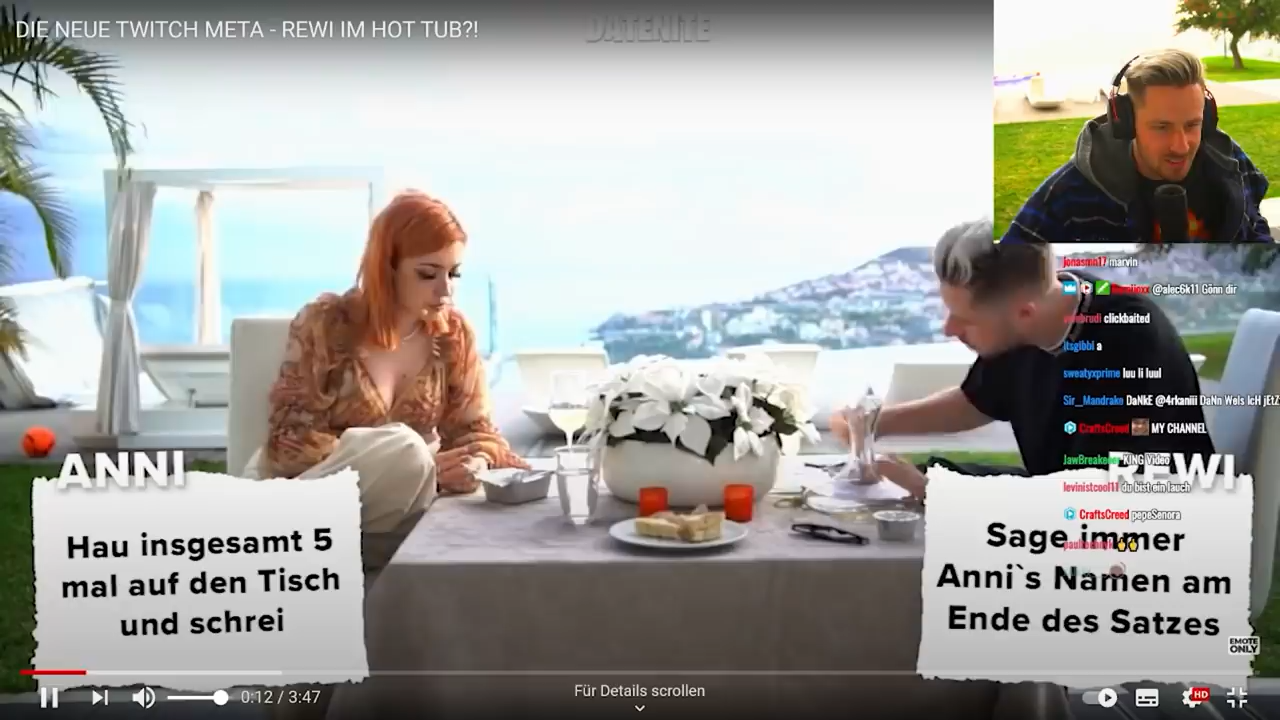 DIE NEUE TWITCH META - REWI IM HOT TUB?!
DATENITE
jonasmn17 marvin
@alec6k11 Gönn dir
clickbaited
itsgibbi a
sweatyxprime luu li luul
Sir_Mandrake DaNkE @4rkaniii DaNn WeIs IcH jEtZ
CraftsCreed MY CHANNEL
JawBreaker KING Video
levinistcool11 du bist ein lauch
CraftsCreed pepeSenora
ANNI
Hau insgesamt 5
mal auf den Tisch
und schrei
REWI
Sage immer
Anni`s Namen am
Ende des Satzes
EMOTE
ONLY
0:12 / 3:47
Für Details scrollen
HD